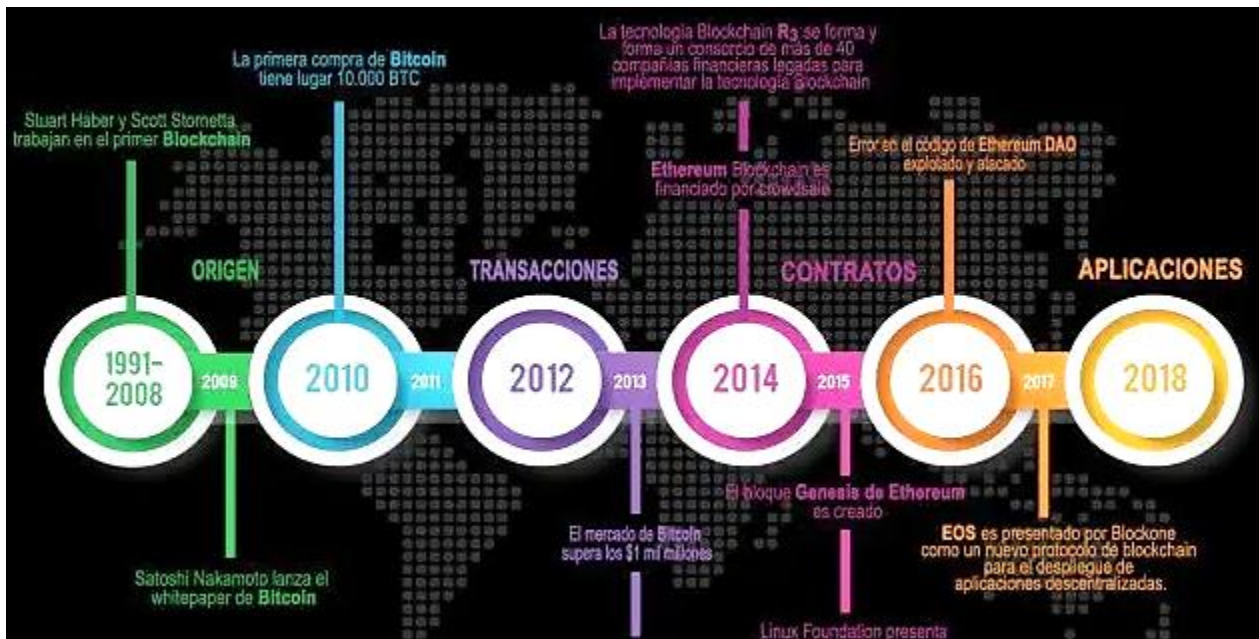 La tecnología Blockchain R3 se forma y
forma un consorcio de más de 40
compañías financieras legadas para
implementar la tecnología Blockchain
La primera compra de Bitcoin
tiene lugar 10.000 BTC
Stuart Haber y Scott Stornetta
trabajan en el primer Blockchain
Ethereum Blockchain es
financiado por crowdsale
Error en el código de Ethereum DAO
explotado y atacado
ORIGEN
TRANSACCIONES
CONTRATOS
APLICACIONES
1991-
2008
2009
2010
2011
2012
2013
2014
2015
2016
2017
2018
El bloque Genesis de Ethereum
es creado
El mercado de Bitcoin
supera los $1 mil millones
EOS es presentado por Blockone
como un nuevo protocolo de blockchain
para el despliegue de
aplicaciones descentralizadas.
Satoshi Nakamoto lanza el
whitepaper de Bitcoin
Linux Foundation presenta